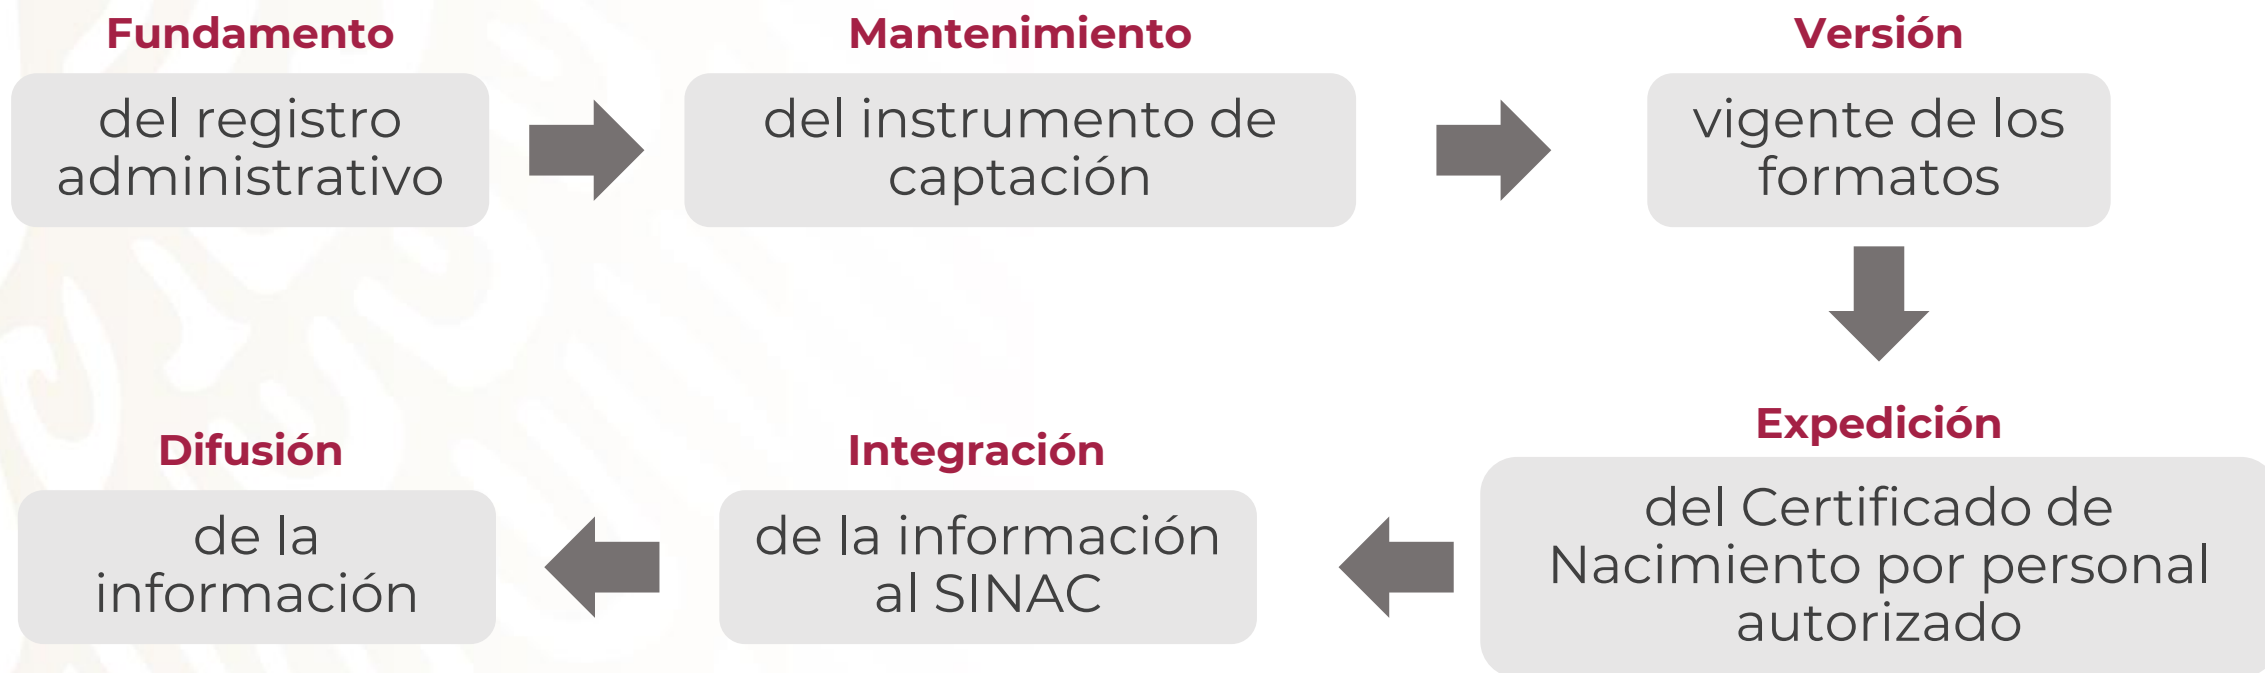 Fundamento
del registro
administrativo
Mantenimiento
del instrumento de
captación
Versión
vigente de los
formatos
Expedición
del Certificado de
Nacimiento por personal
autorizado
Integración
de la información
al SINAC
Difusión
de la
información